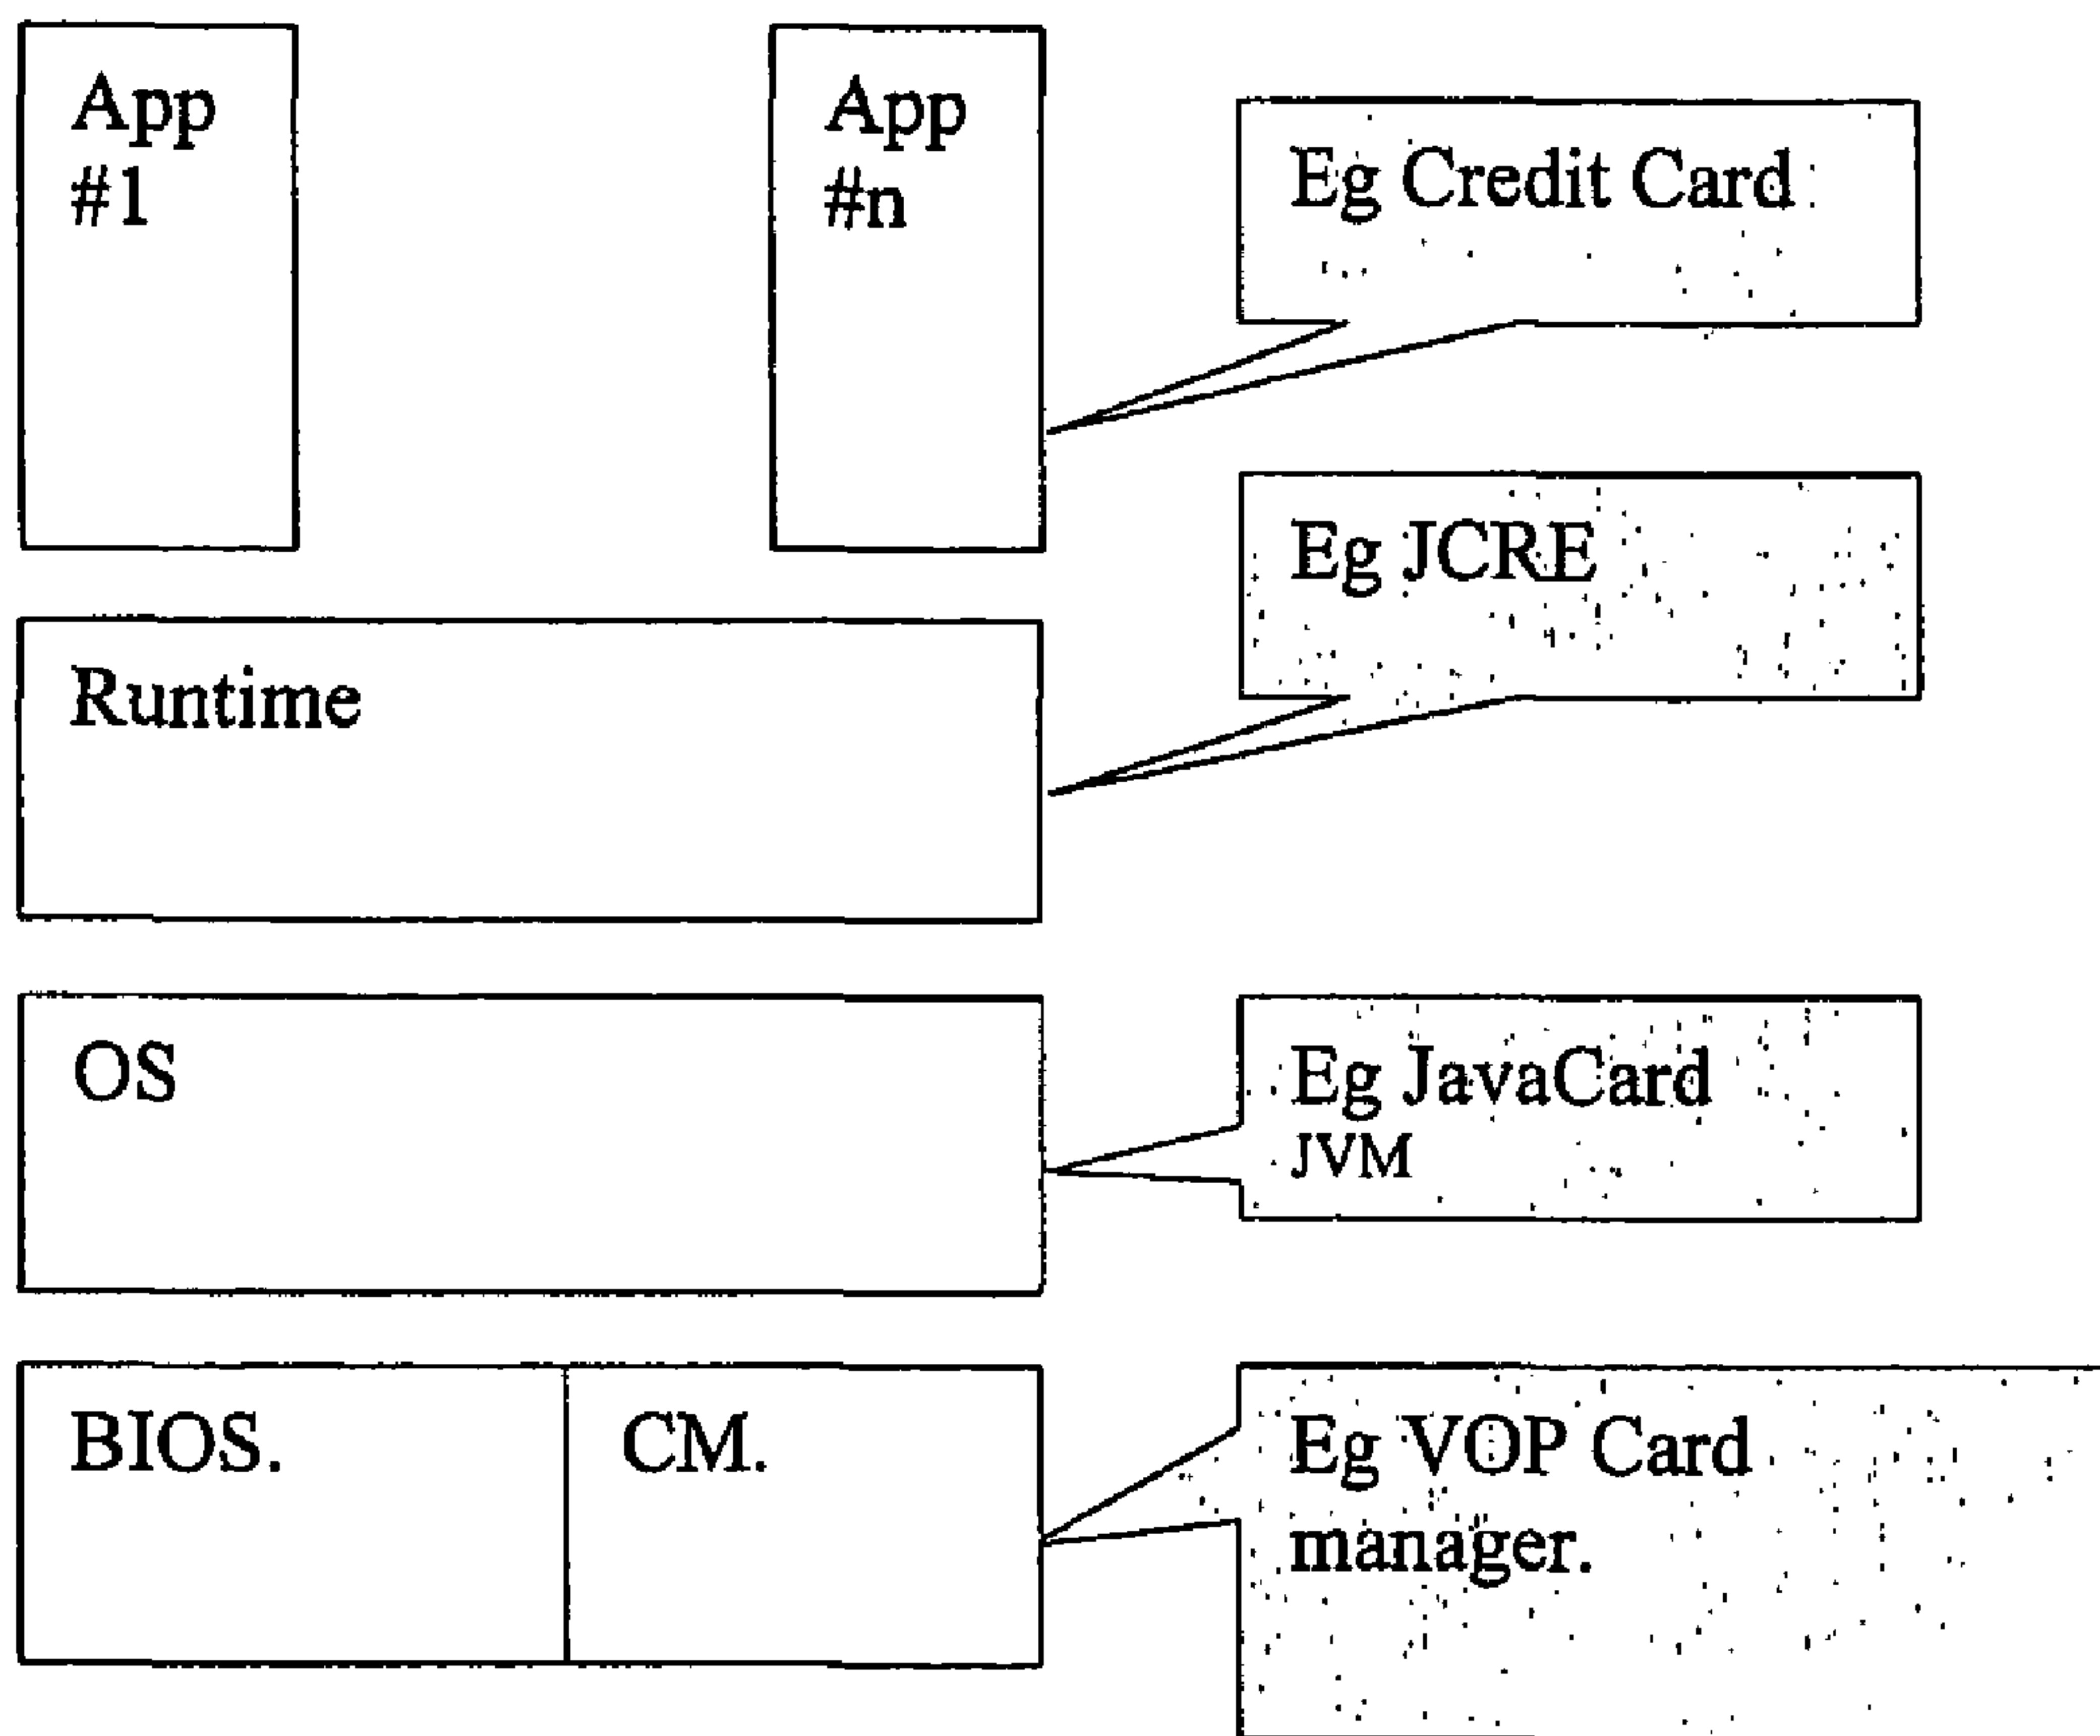 App
#1
App
#n
Eg Credit Card
Eg JCRE
Runtime
OS
Eg JavaCard
JVM
BIOS.
CM.
Eg VOP Card
manager.